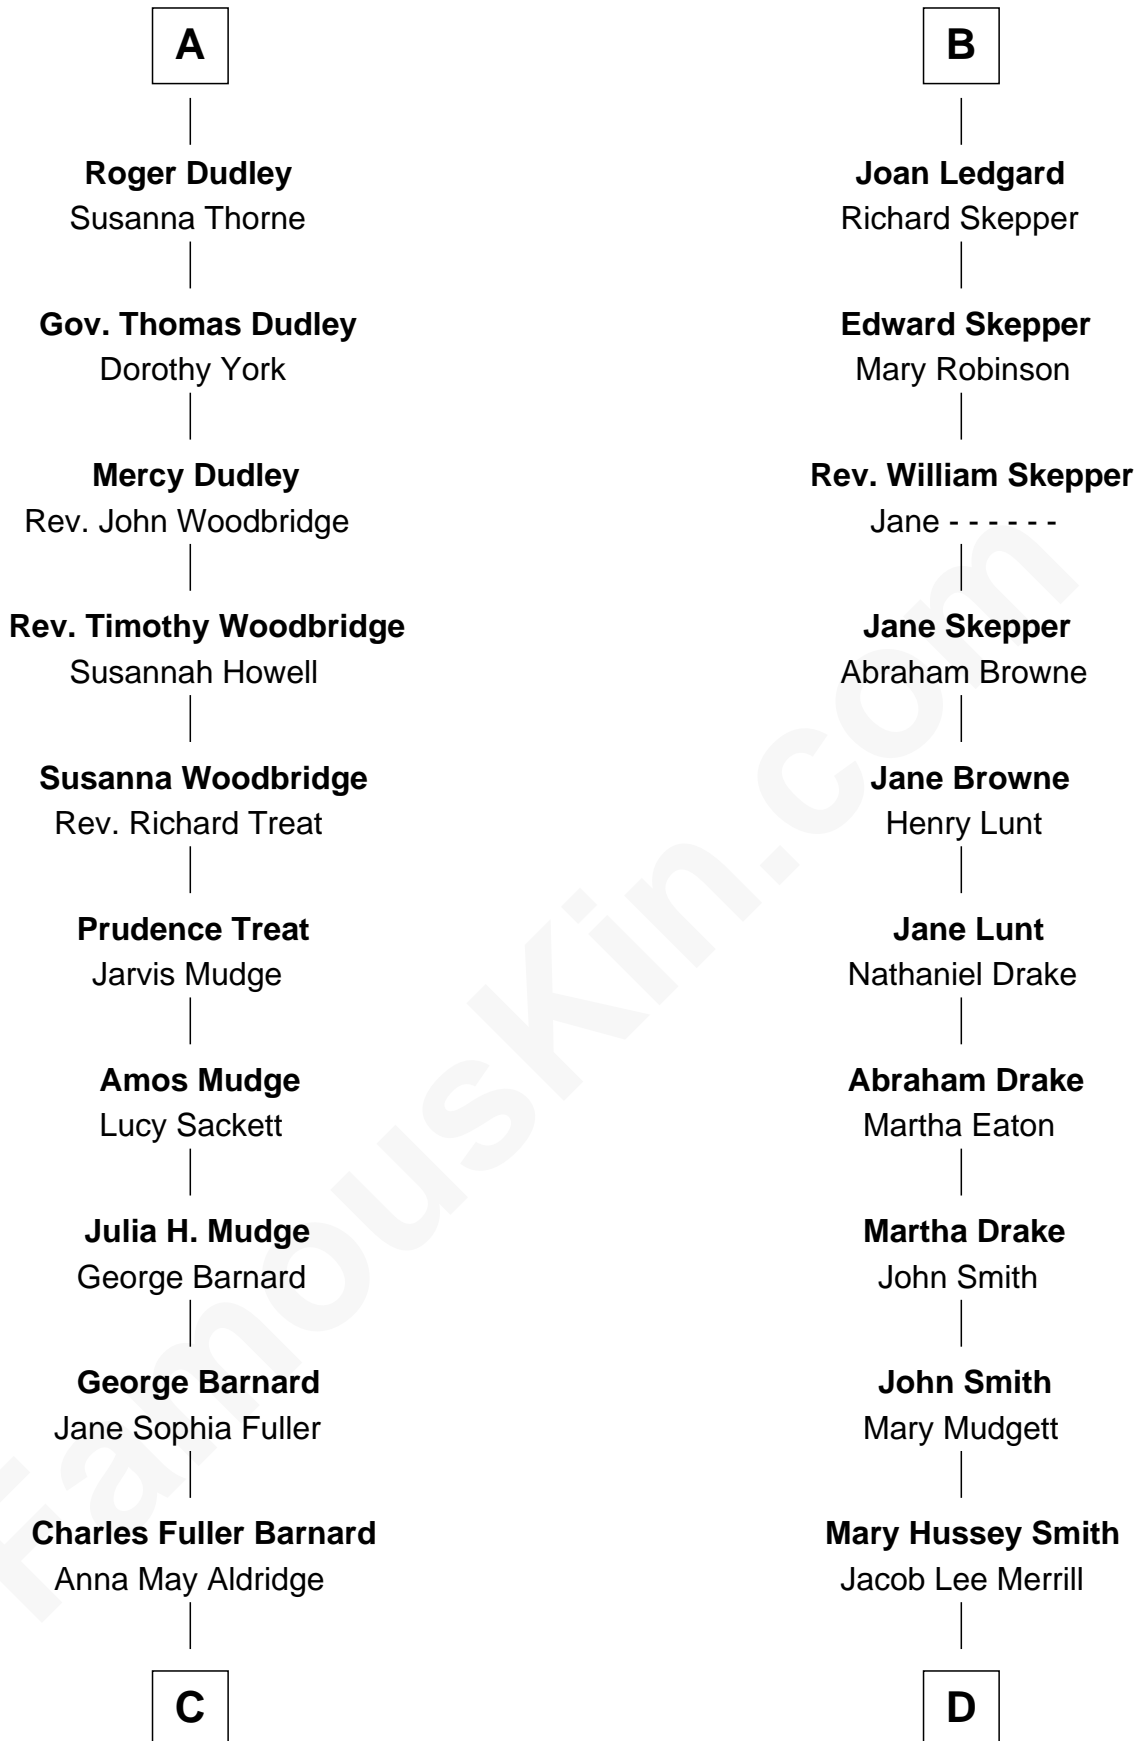 A
Roger Dudley
Susanna Thorne
Gov. Thomas Dudley
Dorothy York
Mercy Dudley
Rev. John Woodbridge
Rev. Timothy Woodbridge
Susannah Howell
Susanna Woodbridge
Rev. Richard Treat
Prudence Treat
Jarvis Mudge
Amos Mudge
Lucy Sackett
Julia H. Mudge
George Barnard
George Barnard
Jane Sophia Fuller
Charles Fuller Barnard
Anna May Aldridge
C
B
Joan Ledgard
Richard Skepper
Edward Skepper
Mary Robinson
Rev. William Skepper
Jane - - - - - -
Jane Skepper
Abraham Browne
Jane Browne
Henry Lunt
Jane Lunt
Nathaniel Drake
Abraham Drake
Martha Eaton
Martha Drake
John Smith
John Smith
Mary Mudgett
Mary Hussey Smith
Jacob Lee Merrill
D
FamousKin.com